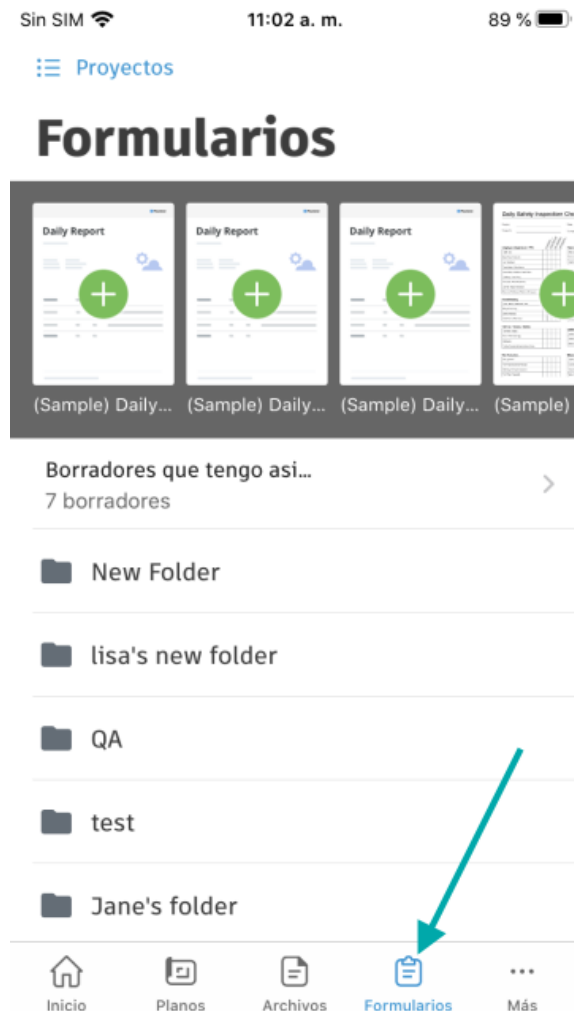 Sin SIM 11:02 a. m. 89 %
Proyectos
Formularios
Daily Report Daily Report Daily Report Daily Safety Inspection
(Sample) Daily... (Sample) Daily... (Sample) Daily... (Sample)
Borradores que tengo asi...
7 borradores
New Folder
lisa's new folder
QA
test
Jane's folder
Inicio Planos Archivos Formularios Más